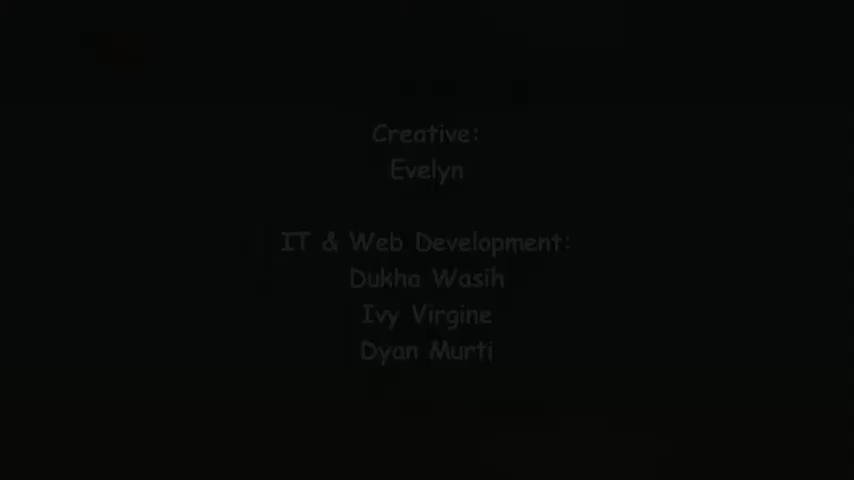 Creative:
Evelyn
IT & Web Development:
Dukha Wasih
Ivy Virgine
Dyan Murti